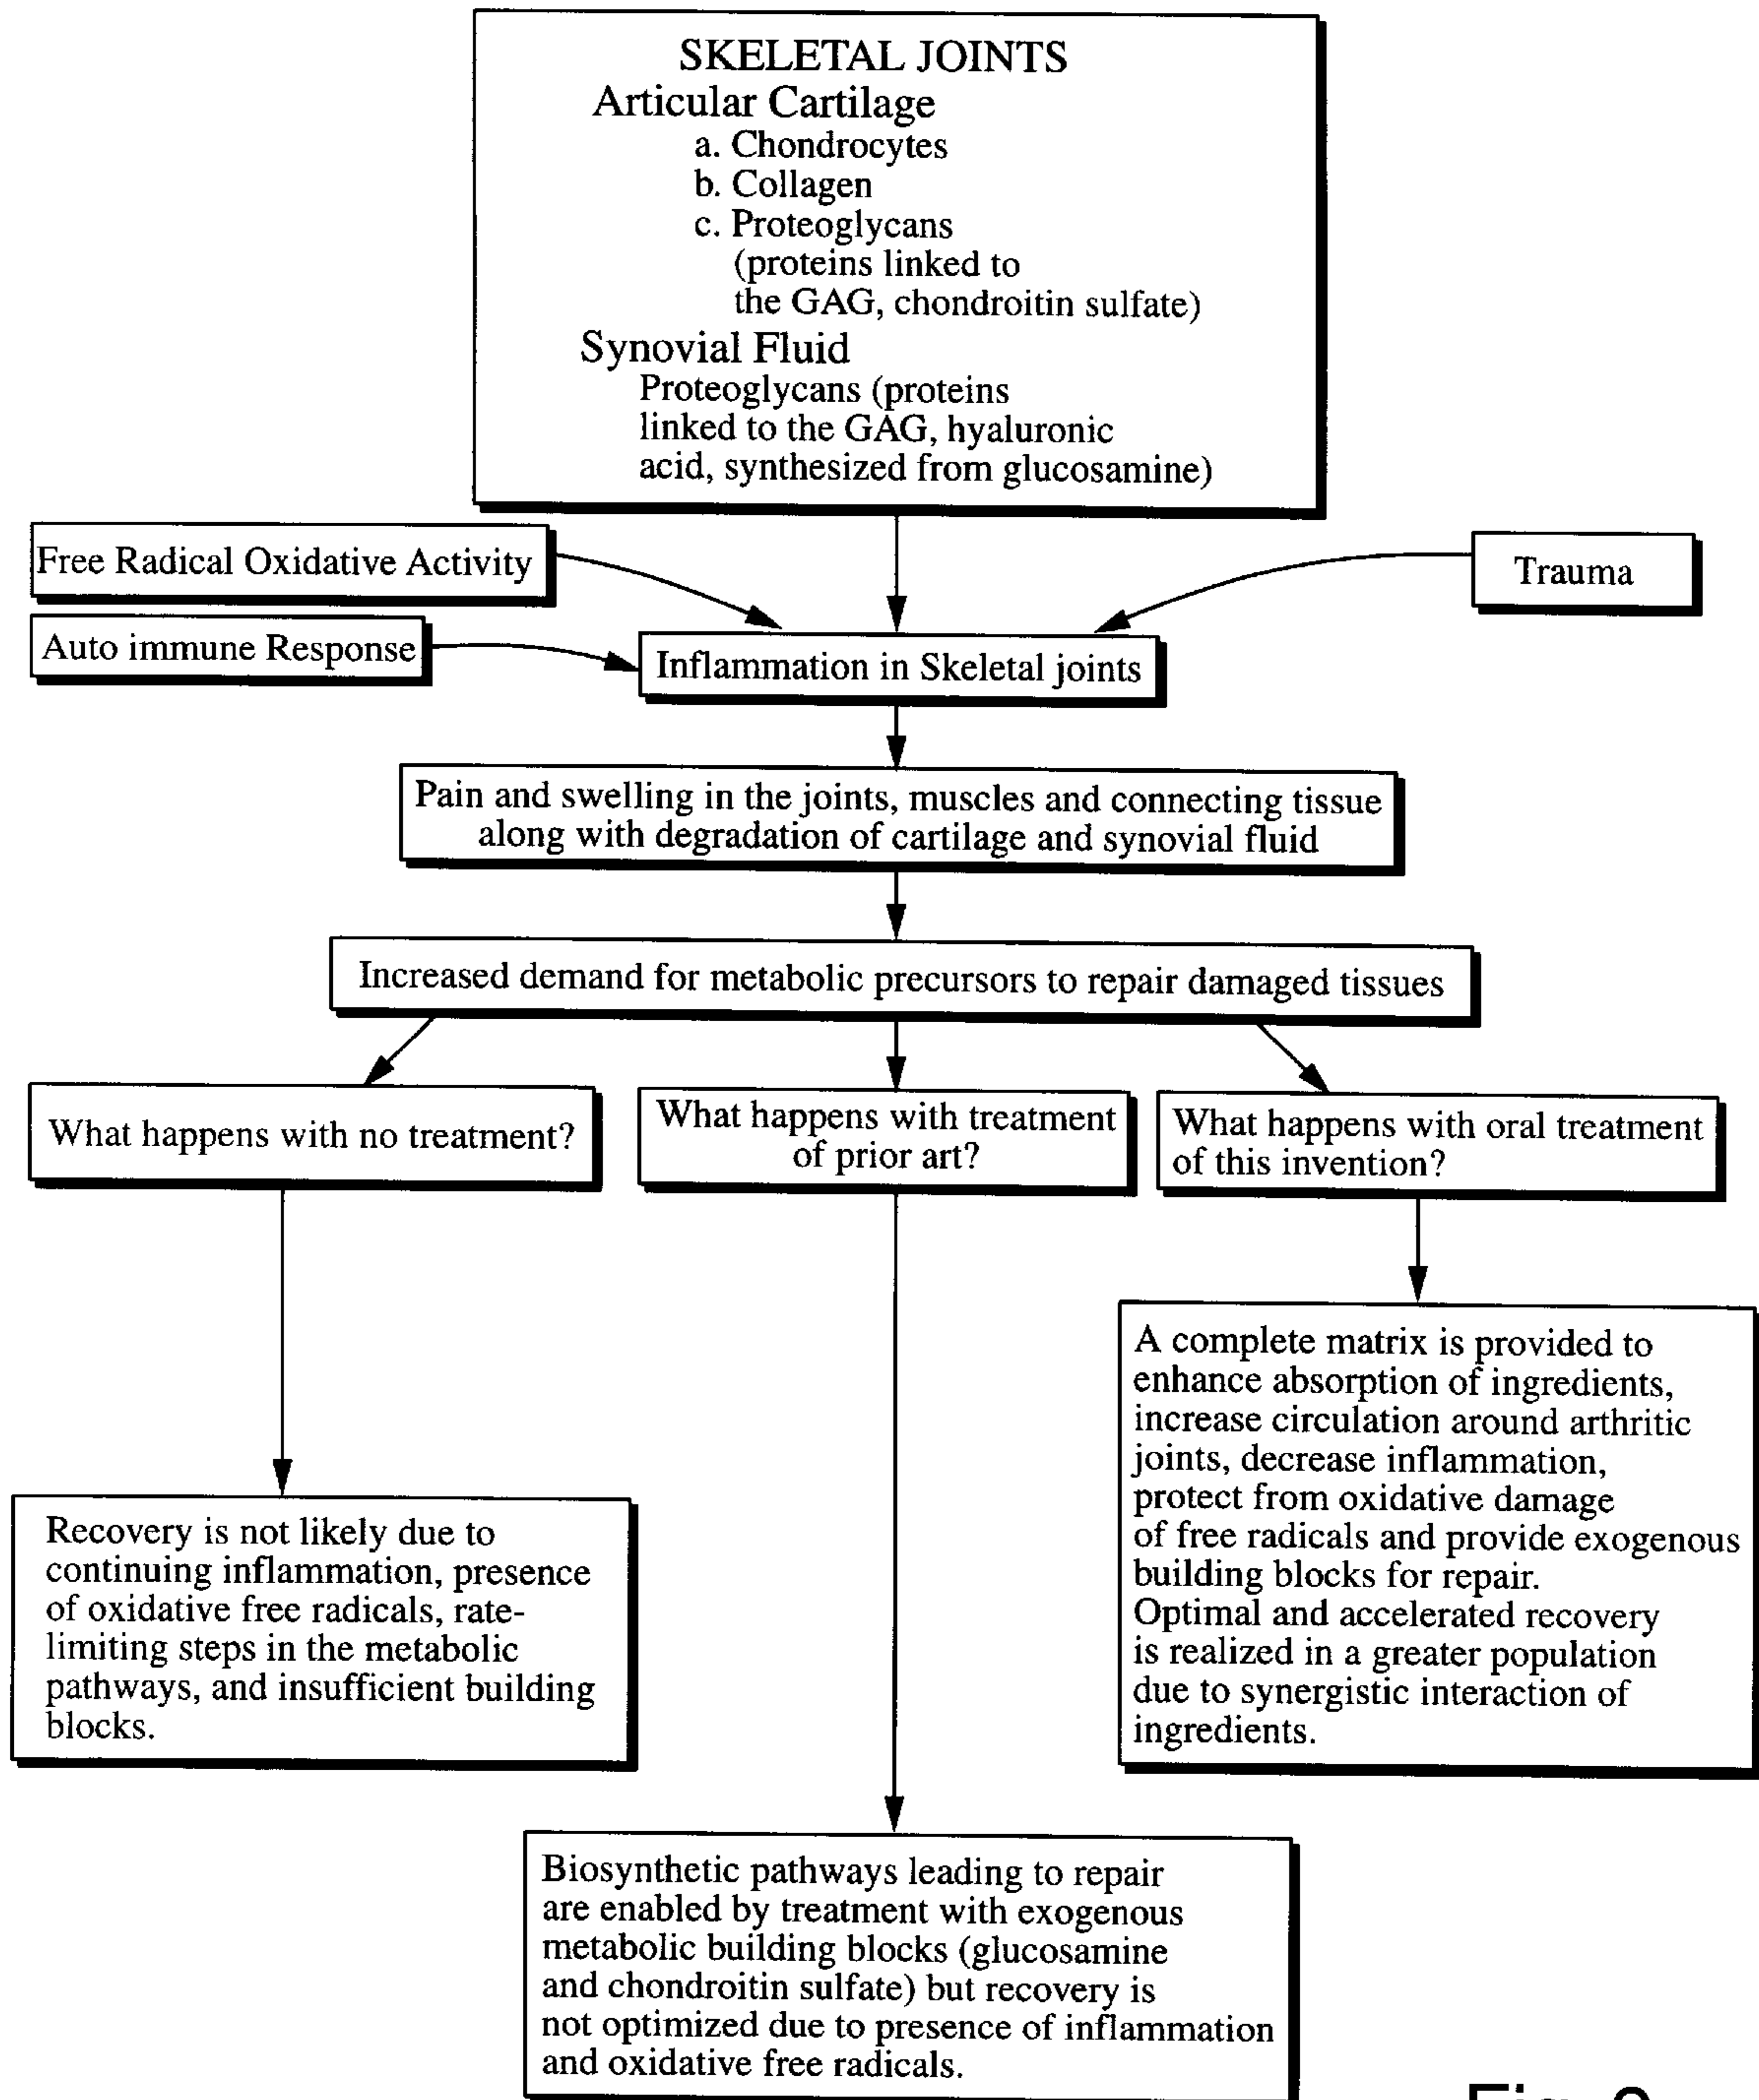 SKELETAL JOINTS
Articular Cartilage
a. Chondrocytes
b. Collagen
c. Proteoglycans
(proteins linked to
the GAG, chondroitin sulfate)
Synovial Fluid
Proteoglycans (proteins
linked to the GAG, hyaluronic
acid, synthesized from glucosamine)
Free Radical Oxidative Activity
Trauma
Auto immune Response
Inflammation in Skeletal joints
Pain and swelling in the joints, muscles and connecting tissue
along with degradation of cartilage and synovial fluid
Increased demand for metabolic precursors to repair damaged tissues
What happens with no treatment?
What happens with treatment
of prior art?
What happens with oral treatment
of this invention?
Recovery is not likely due to
continuing inflammation, presence
of oxidative free radicals, rate-
limiting steps in the metabolic
pathways, and insufficient building
blocks.
A complete matrix is provided to
enhance absorption of ingredients,
increase circulation around arthritic
joints, decrease inflammation,
protect from oxidative damage
of free radicals and provide exogenous
building blocks for repair.
Optimal and accelerated recovery
is realized in a greater population
due to synergistic interaction of
ingredients.
Biosynthetic pathways leading to repair
are enabled by treatment with exogenous
metabolic building blocks (glucosamine
and chondroitin sulfate) but recovery is
not optimized due to presence of inflammation
and oxidative free radicals.